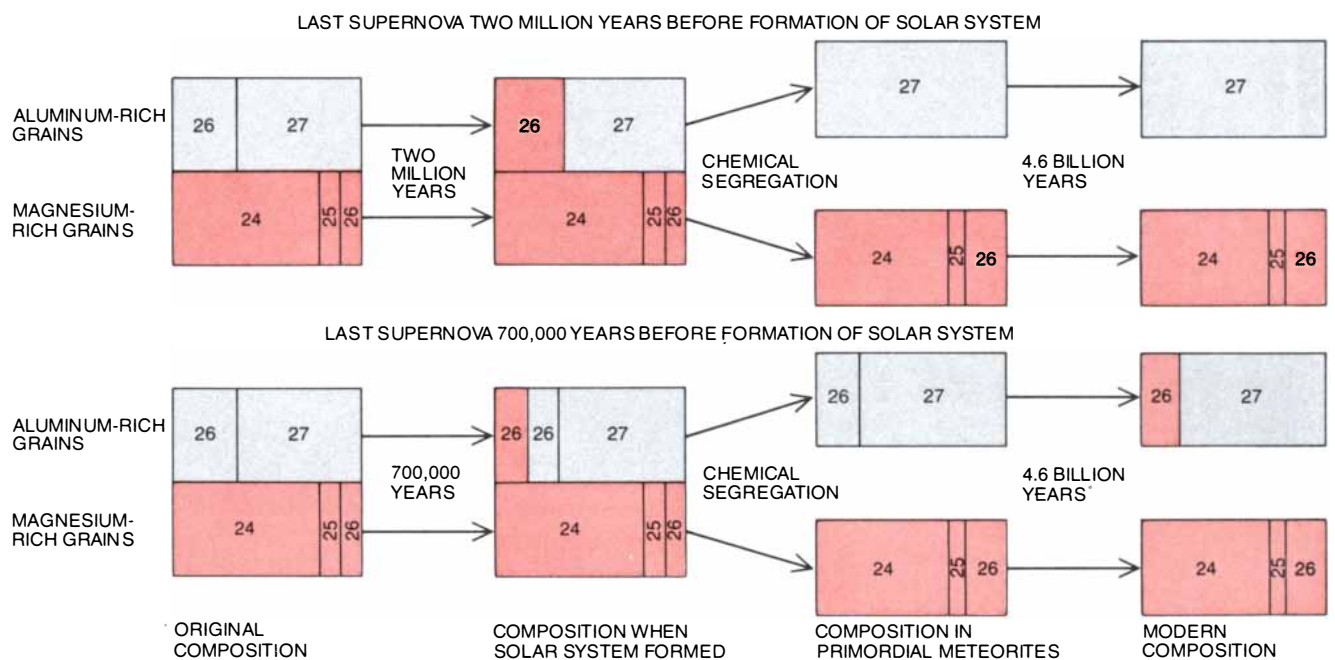 LAST SUPERNOVA TWO MILLION YEARS BEFORE FORMATION OF SOLAR SYSTEM
ALUMINUM-RICH
GRAINS
26
27
TWO
MILLION
YEARS
26
27
CHEMICAL
SEGREGATION
27
4.6 BILLION
YEARS
27
MAGNESIUM-
RICH GRAINS
24
25
26
24
25
26
24
25
26
24
25
26
LAST SUPERNOVA 700,000 YEARS BEFORE FORMATION OF SOLAR SYSTEM
ALUMINUM-RICH
GRAINS
26
27
700,000
YEARS
26
26
27
CHEMICAL
SEGREGATION
26
27
4.6 BILLION
YEARS
26
27
MAGNESIUM-
RICH GRAINS
24
25
26
24
25
26
24
25
26
24
25
26
ORIGINAL
COMPOSITION
COMPOSITION WHEN
SOLAR SYSTEM FORMED
COMPOSITION IN
PRIMORDIAL METEORITES
MODERN
COMPOSITION